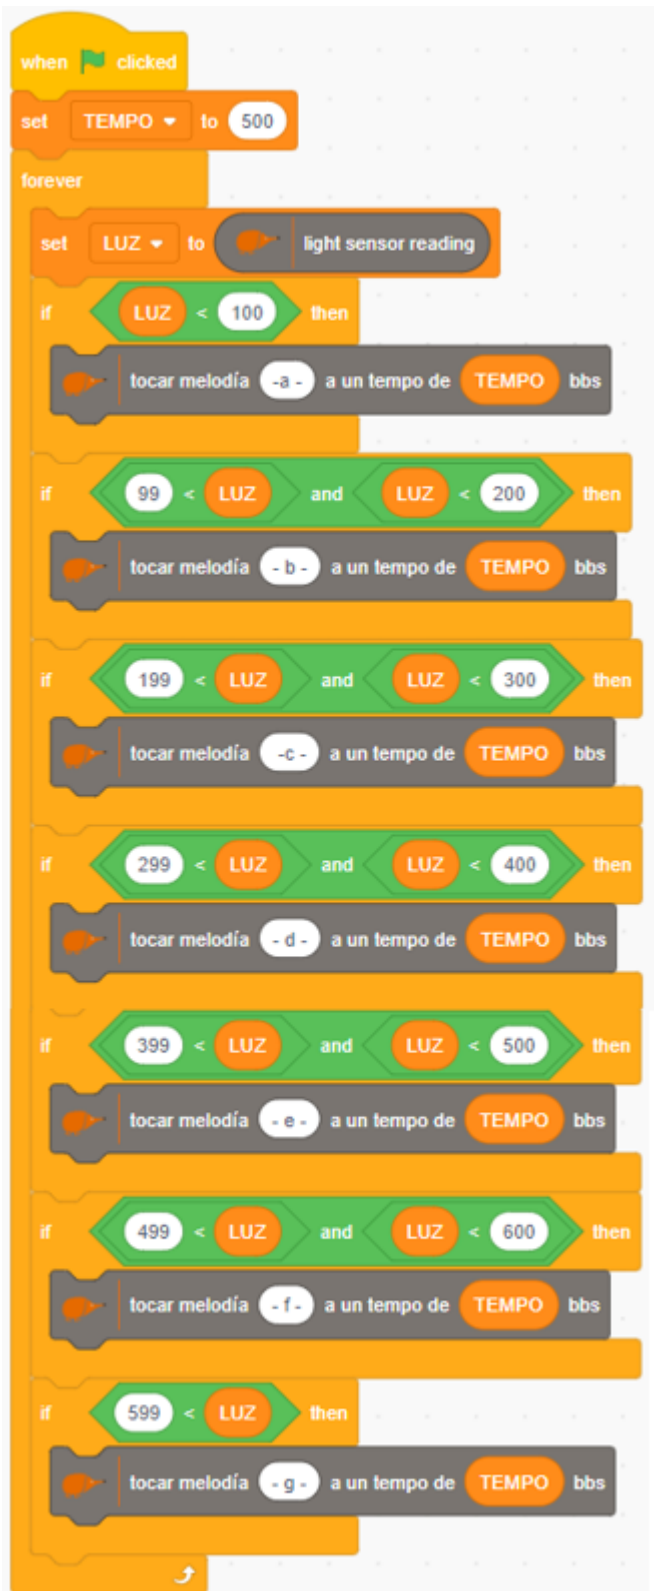 when clicked
set TEMPO to 500
forever
set LUZ to light sensor reading
if LUZ < 100 then
tocar melodía -a - a un tempo de TEMPO bbs
if 99 < LUZ and LUZ < 200 then
tocar melodía - b - a un tempo de TEMPO bbs
if 199 < LUZ and LUZ < 300 then
tocar melodía -c - a un tempo de TEMPO bbs
if 299 < LUZ and LUZ < 400 then
tocar melodía - d - a un tempo de TEMPO bbs
if 399 < LUZ and LUZ < 500 then
tocar melodía - e - a un tempo de TEMPO bbs
if 499 < LUZ and LUZ < 600 then
tocar melodía - f - a un tempo de TEMPO bbs
if 599 < LUZ then
tocar melodía - g - a un tempo de TEMPO bbs